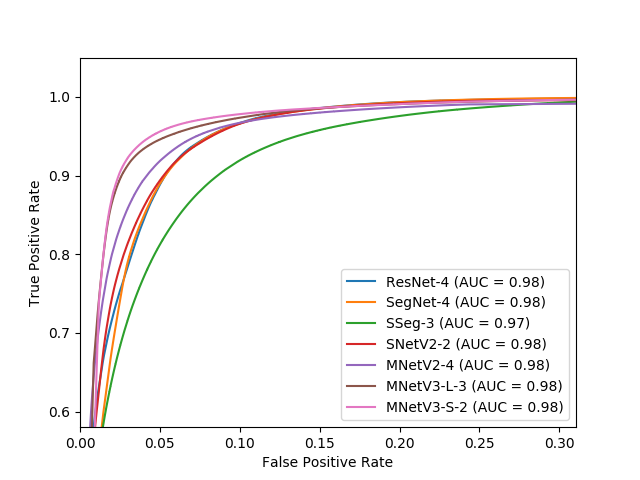 1.0
0.9
0.8
0.7
0.6
True Positive Rate
ResNet-4 (AUC = 0.98)
SegNet-4 (AUC = 0.98)
SSeg-3 (AUC = 0.97)
SNetV2-2 (AUC = 0.98)
MNetV2-4 (AUC = 0.98)
MNetV3-L-3 (AUC = 0.98)
MNetV3-S-2 (AUC = 0.98)
0.00 0.05 0.10 0.15 0.20 0.25 0.30
False Positive Rate